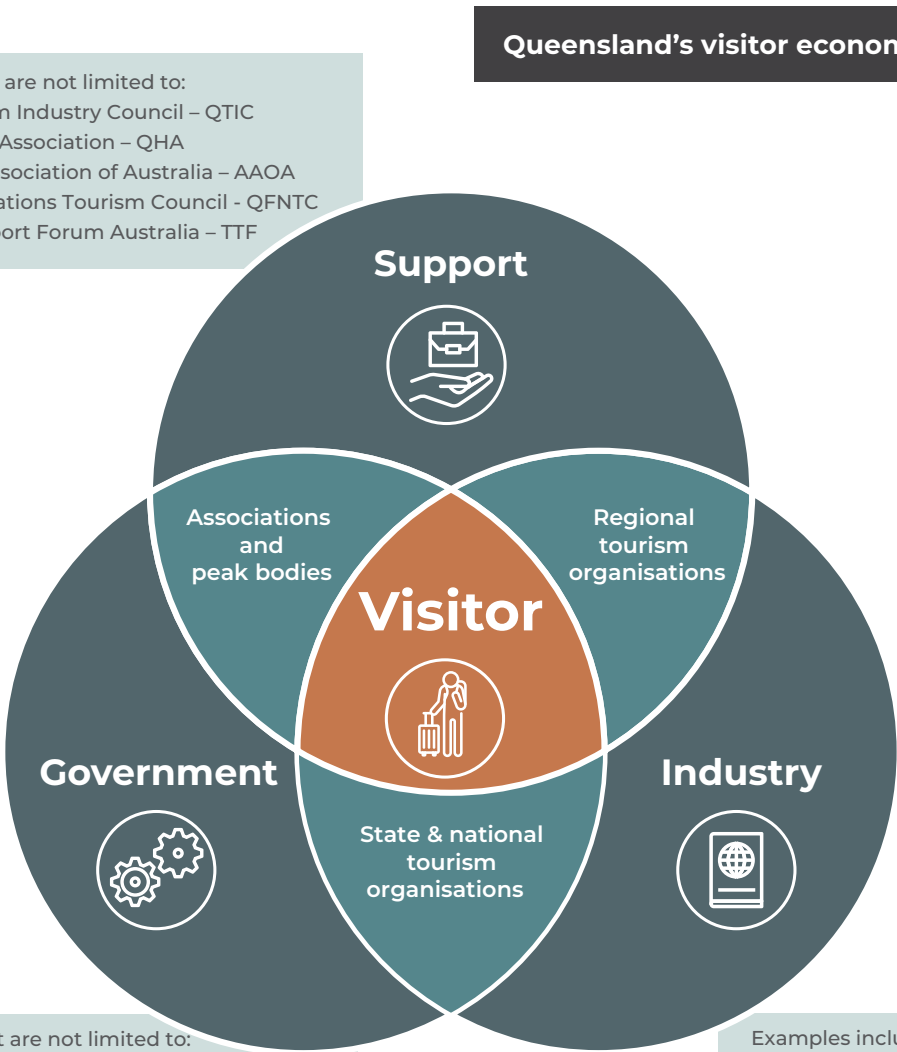 Queensland's visitor econom
are not limited to:
m Industry Council – QTIC
Association – QHA
sociation of Australia – AAOA
ations Tourism Council - QFNTC
port Forum Australia – TTF
Support
Associations
and
peak bodies
Regional
tourism
organisations
Visitor
Government
Industry
State & national
tourism
organisations
t are not limited to:
Examples inclu